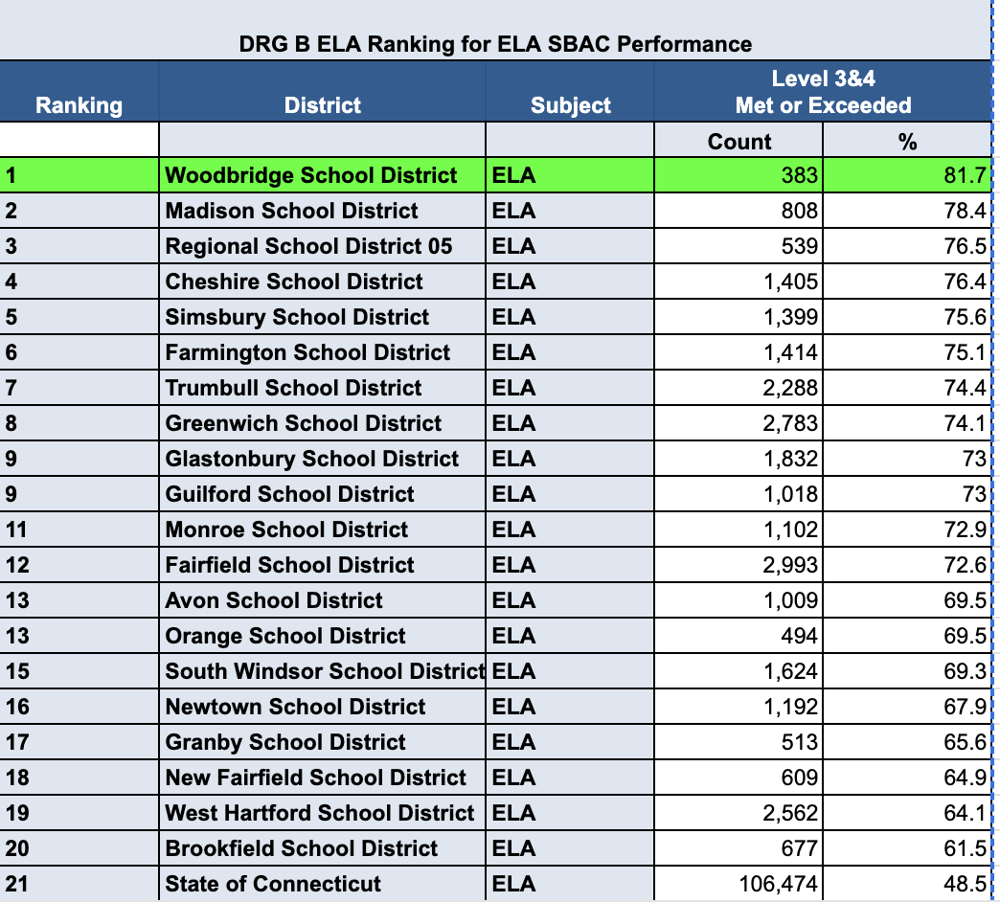 DRG B ELA Ranking for ELA SBAC Performance
Level 3&4
Ranking District Subject Met or Exceeded
Count %
1 Woodbridge School District ELA 383 81.7
2 Madison School District ELA 808 78.4
3 Regional School District 05 ELA 539 76.5
4 Cheshire School District ELA 1,405 76.4
5 Simsbury School District ELA 1,399 75.6
6 Farmington School District ELA 1,414 75.1
7 Trumbull School District ELA 2,288 74.4
8 Greenwich School District ELA 2,783 74.1
9 Glastonbury School District ELA 1,832 73
9 Guilford School District ELA 1,018 73
11 Monroe School District ELA 1,102 72.9
12 Fairfield School District ELA 2,993 72.6
13 Avon School District ELA 1,009 69.5
13 Orange School District ELA 494 69.5
15 South Windsor School District ELA 1,624 69.3
16 Newtown School District ELA 1,192 67.9
17 Granby School District ELA 513 65.6
18 New Fairfield School District ELA 609 64.9
19 West Hartford School District ELA 2,562 64.1
20 Brookfield School District ELA 677 61.5
21 State of Connecticut ELA 106,474 48.5